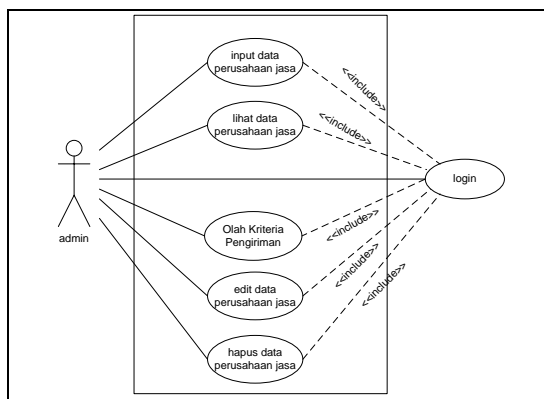 input data
perusahaan jasa
<<include>>
lihat data
perusahaan jasa
<<include>>
login
admin
Olah Kriteria
Pengiriman
<<include>>
edit data
perusahaan jasa
<<include>>
<<include>>
hapus data
perusahaan jasa